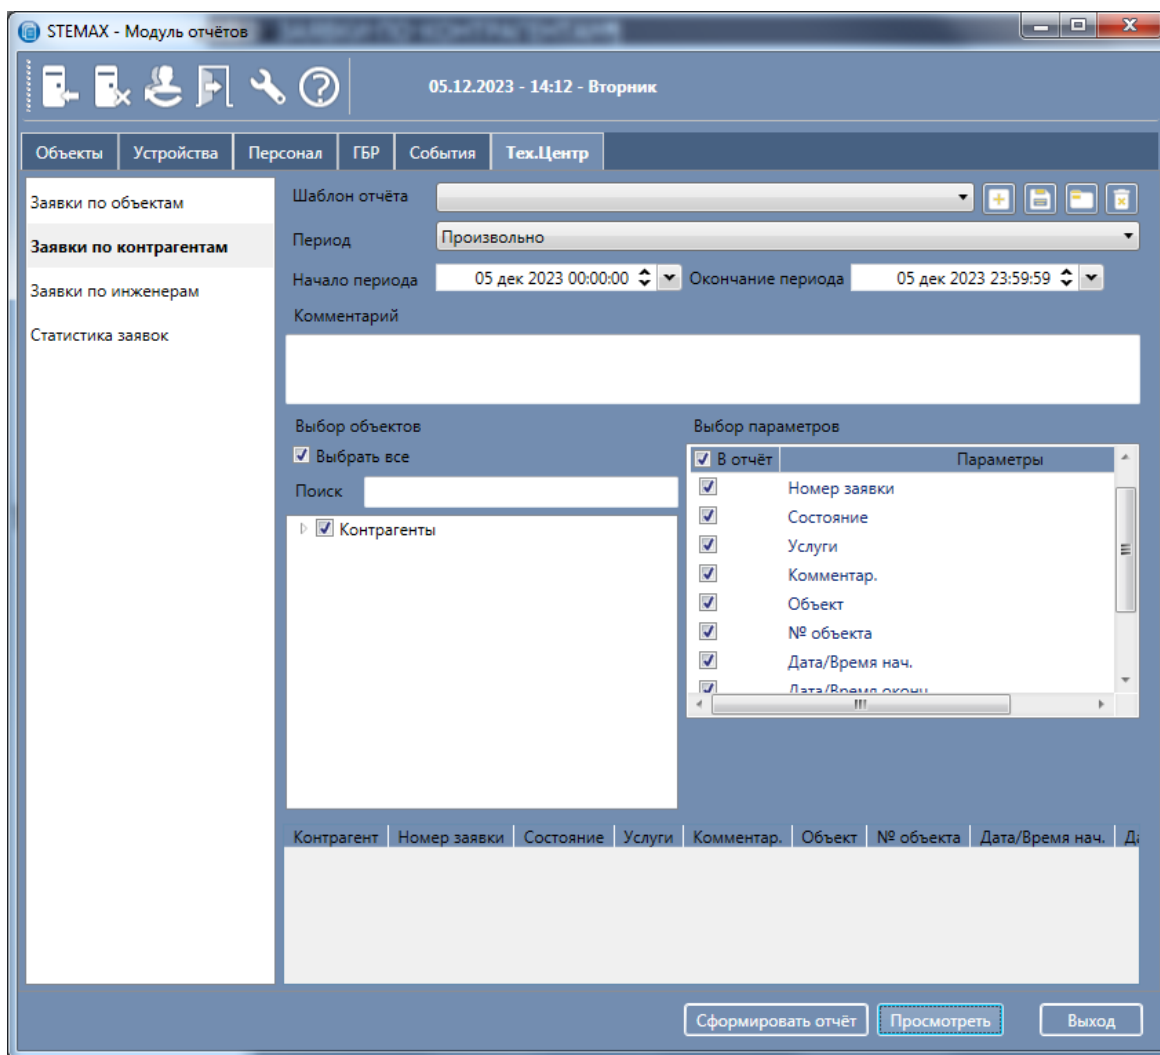 STEMAX - Модуль отчётов
05.12.2023 - 14:12 - Вторник
Объекты Устройства Персонал ГБР События Тех.Центр
Заявки по объектам
Заявки по контрагентам
Заявки по инженерам
Статистика заявок
Шаблон отчёта
Период Произвольно
Начало периода 05 дек 2023 00:00:00 Окончание периода 05 дек 2023 23:59:59
Комментарий
Выбор объектов
Выбрать все
Поиск
Контрагенты
Выбор параметров
В отчёт Параметры
Номер заявки
Состояние
Услуги
Комментар.
Объект
№ объекта
Дата/Время нач.
Дата/Время оконч.
Контрагент Номер заявки Состояние Услуги Комментар. Объект № объекта Дата/Время нач.
Сформировать отчёт Просмотреть Выход